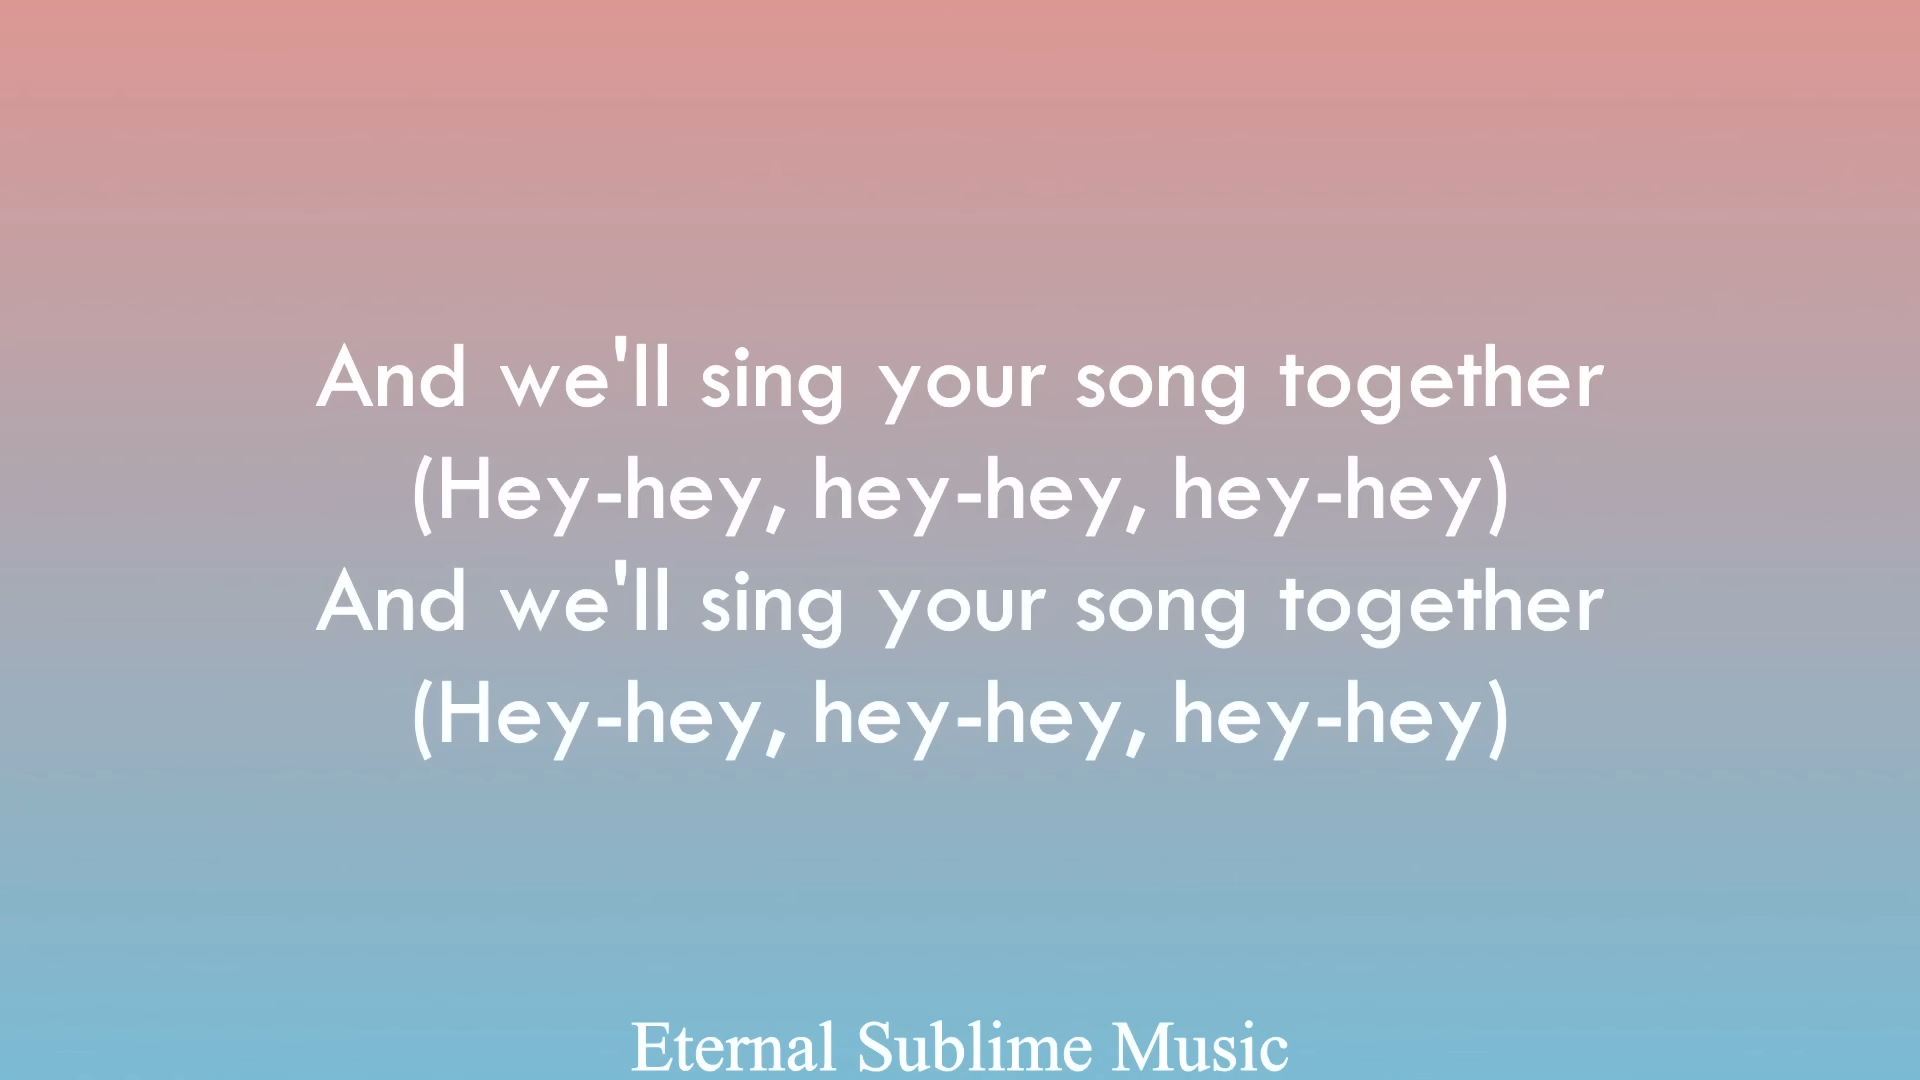 And we'll sing your song together
(Hey-hey, hey-hey, hey-hey)
And we'll sing your song together
(Hey-hey, hey-hey, hey-hey)
Eternal Sublime Music